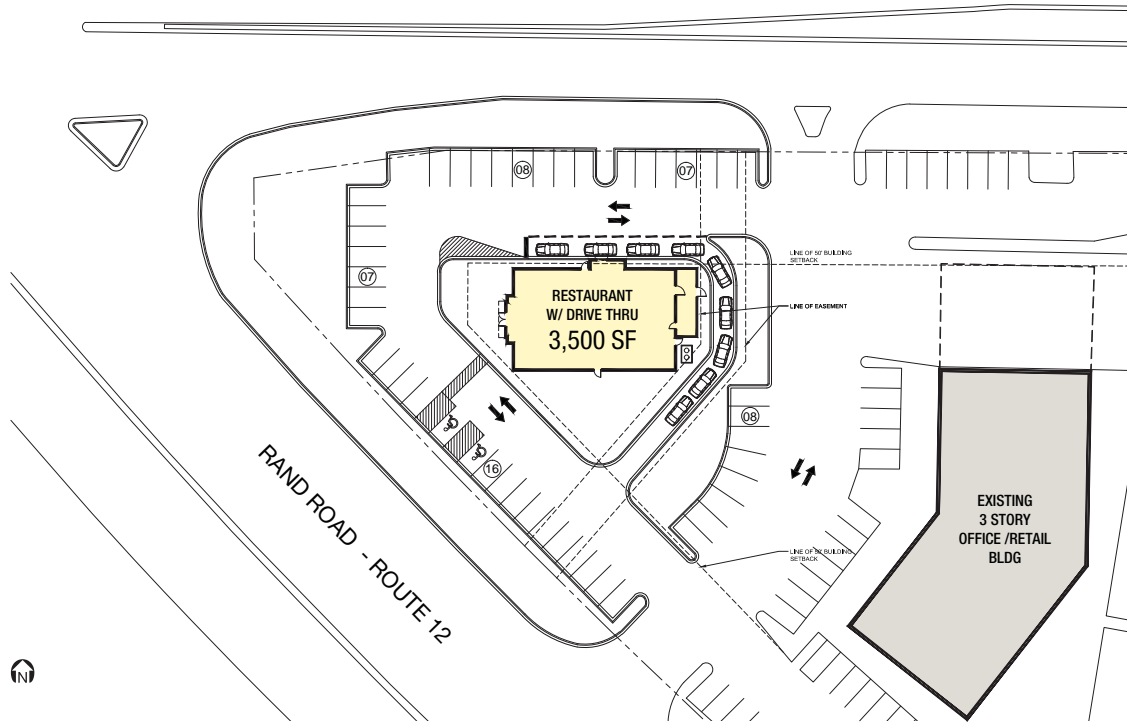 08
07
LINE OF 50' BUILDING
SETBACK
07
RESTAURANT
W/ DRIVE THRU
3,500 SF
LINE OF EASEMENT
08
16
RAND ROAD - ROUTE 12
EXISTING
3 STORY
OFFICE /RETAIL
BLDG
LINE OF 50' BUILDING
SETBACK
N